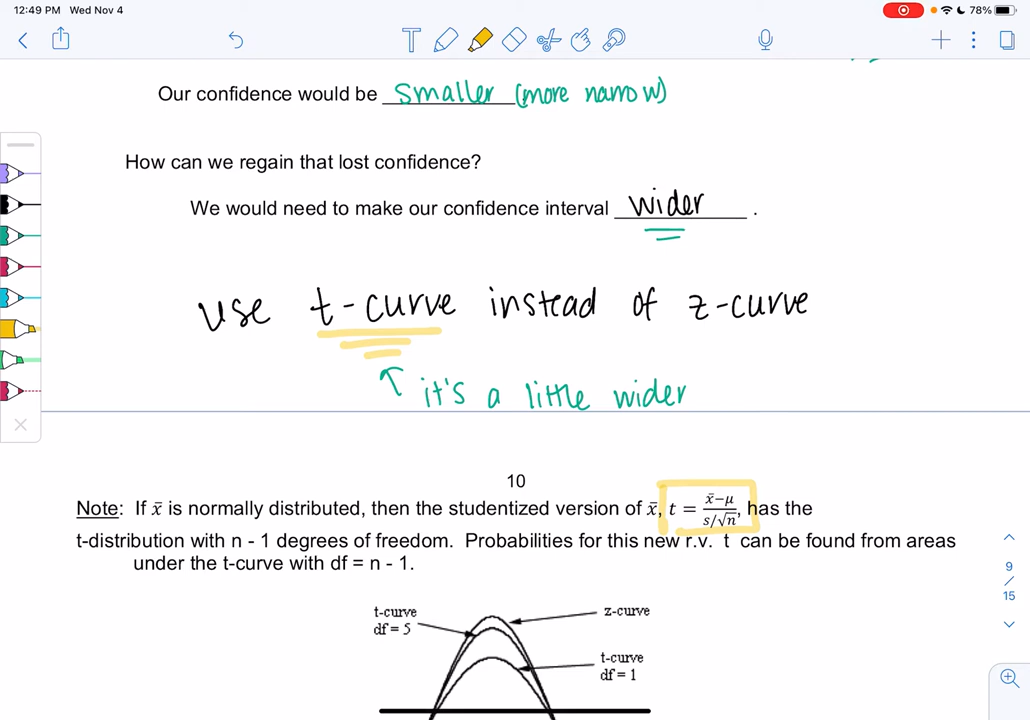 12:49 PM Wed Nov 4
78%
T
Our confidence would be smaller (more narrow)
How can we regain that lost confidence?
We would need to make our confidence interval wider .
use t-curve instead of z-curve
it's a little wider
10
Note: If x̄ is normally distributed, then the studentized version of x̄, t = (x̄−μ)/(s/√n), has the
t-distribution with n - 1 degrees of freedom. Probabilities for this new r.v. t can be found from areas
under the t-curve with df = n - 1.
9
/
15
t-curve
df = 5
z-curve
t-curve
df = 1